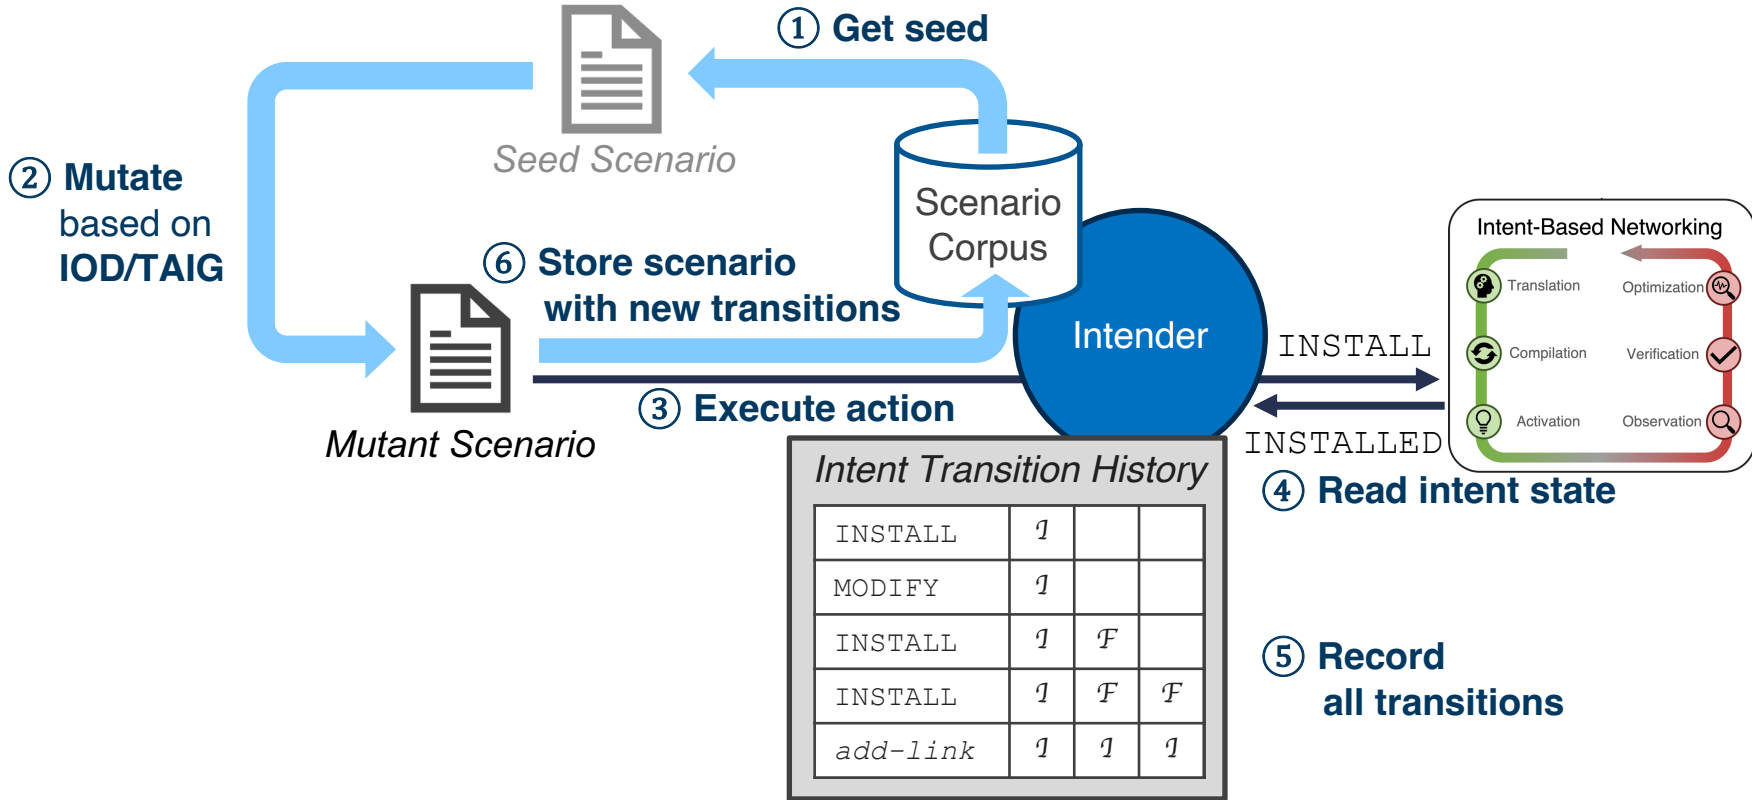 ① Get seed
Seed Scenario
② Mutate
based on
IOD/TAIG
Scenario
Corpus
⑥ Store scenario
with new transitions
Intender
③ Execute action
Mutant Scenario
INSTALL
INSTALLED
Intent-Based Networking
Translation
Optimization
Compilation
Verification
Activation
Observation
④ Read intent state
Intent Transition History
INSTALL ℐ
MODIFY ℐ
INSTALL ℐ ℱ
INSTALL ℐ ℱ ℱ
add-link ℐ ℐ ℐ
⑤ Record
all transitions